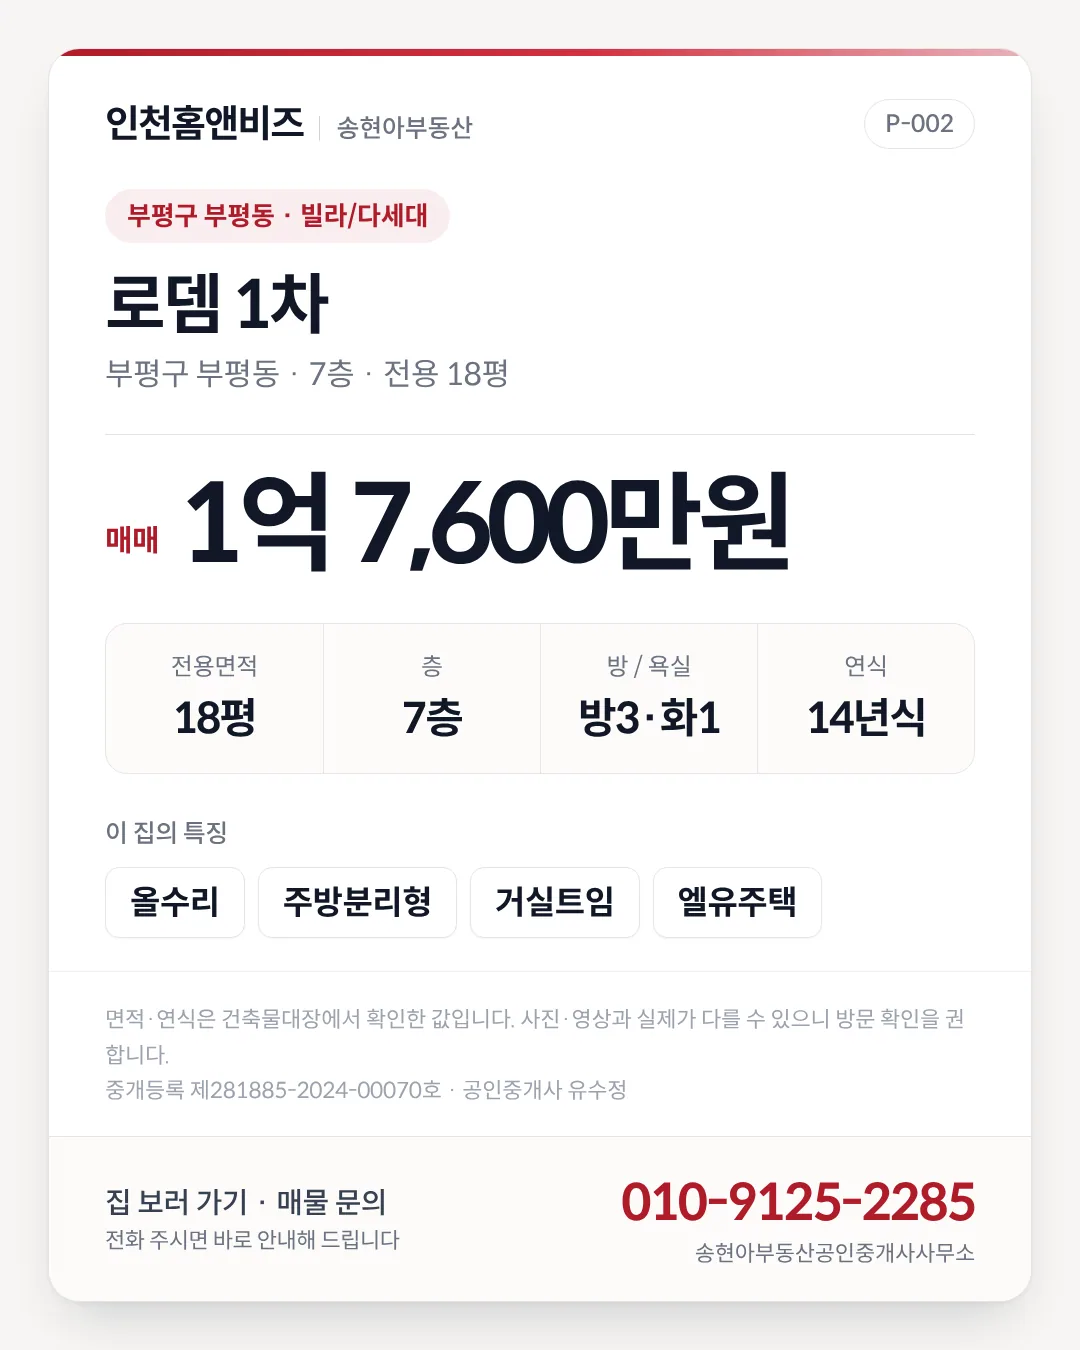 인천홈앤비즈 송현아부동산 P-002
부평구 부평동 · 빌라/다세대
로뎀 1차
부평구 부평동 · 7층 · 전용 18평
매매 1억 7,600만원
전용면적 층 방 / 욕실 연식
18평 7층 방3·화1 14년식
이 집의 특징
올수리 주방분리형 거실트임 엘유주택
면적·연식은 건축물대장에서 확인한 값입니다. 사진·영상과 실제가 다를 수 있으니 방문 확인을 권
합니다.
중개등록 제281885-2024-00070호 · 공인중개사 유수정
집 보러 가기 · 매물 문의 010-9125-2285
전화 주시면 바로 안내해 드립니다 송현아부동산공인중개사사무소